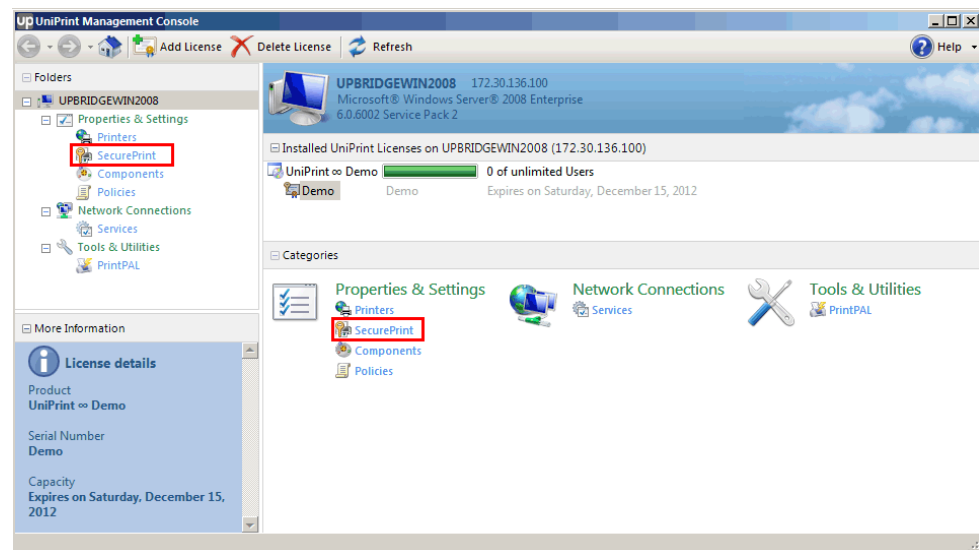 UP UniPrint Management Console
Add License Delete License Refresh Help
Folders
UPBRIDGEWIN2008
Properties & Settings
Printers
SecurePrint
Components
Policies
Network Connections
Services
Tools & Utilities
PrintPAL
More Information
License details
Product
UniPrint ∞ Demo
Serial Number
Demo
Capacity
Expires on Saturday, December 15,
2012
UPBRIDGEWIN2008 172.30.136.100
Microsoft® Windows Server® 2008 Enterprise
6.0.6002 Service Pack 2
Installed UniPrint Licenses on UPBRIDGEWIN2008 (172.30.136.100)
UniPrint ∞ Demo 0 of unlimited Users
Demo Demo Expires on Saturday, December 15, 2012
Categories
Properties & Settings
Printers
SecurePrint
Components
Policies
Network Connections
Services
Tools & Utilities
PrintPAL